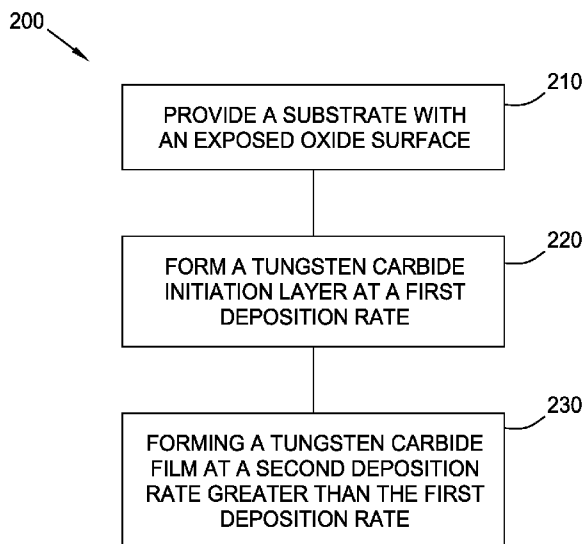 200
210
PROVIDE A SUBSTRATE WITH
AN EXPOSED OXIDE SURFACE
220
FORM A TUNGSTEN CARBIDE
INITIATION LAYER AT A FIRST
DEPOSITION RATE
230
FORMING A TUNGSTEN CARBIDE
FILM AT A SECOND DEPOSITION
RATE GREATER THAN THE FIRST
DEPOSITION RATE